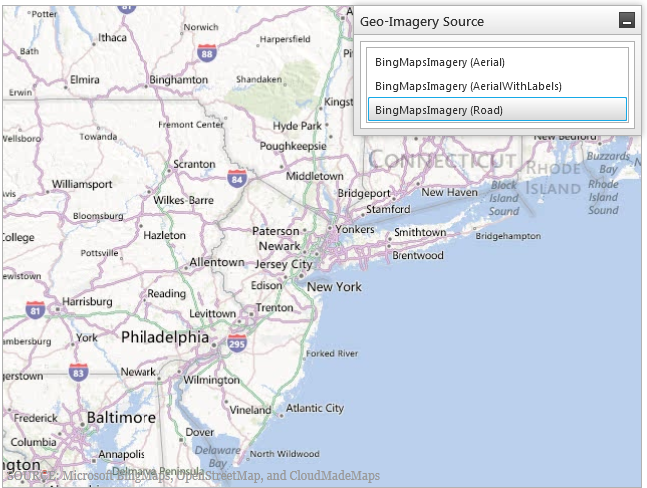 Geo-Imagery Source
BingMapsImagery (Aerial)
BingMapsImagery (AerialWithLabels)
BingMapsImagery (Road)
Potter
Ithaca
Norwich
Harpersfield
88
Elmira
Binghamton
Shandaken
Erwin
Fremont Center
Hyde Park
Wellsboro
Towanda
Poughkeepsie
CONNECTICUT
New Bedford
Buzzards
Bay
Scranton
84
Middletown
RHODE
ISLAND
Williamsport
Wilkes-Barre
Bridgeport
New Haven
Block
Island
Sound
Rhode
Island
Sound
Bloomsburg
Stamford
College
Hazleton
Paterson
Yonkers
Smithtown
Bridgehampton
Pottsville
Newark
Brentwood
Allentown
Jersey City
Edison
New York
Harrisburg
Reading
81
Levittown
Trenton
Philadelphia
295
York
Forked River
83
Newark
Wilmington
Frederick
Baltimore
Vineland
Atlantic City
Columbia
Dover
Annapolis
Delaware
Bay
North Wildwood
Delmarva Peninsula
SOURCE: Microsoft BingMaps, OpenStreetMap, and CloudMadeMaps